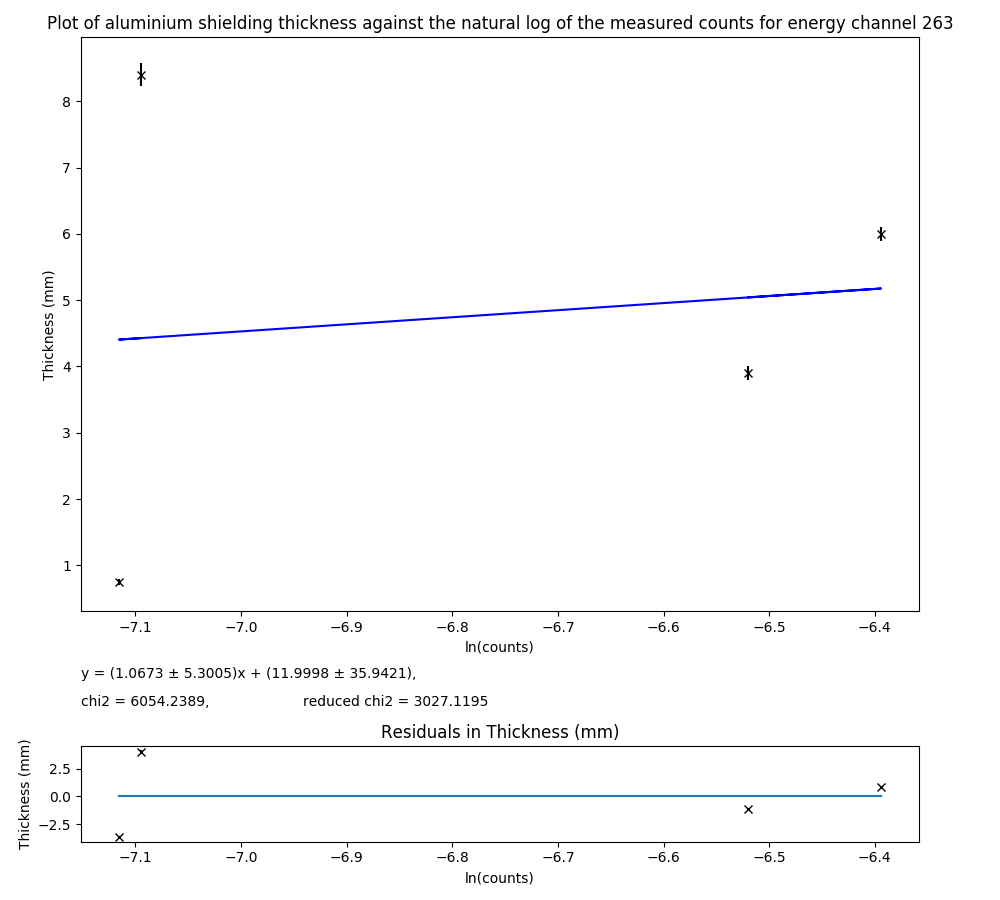 Plot of aluminium shielding thickness against the natural log of the measured counts for energy channel 263
8
7
6
5
4
3
2
1
Thickness (mm)
−7.1 −7.0 −6.9 −6.8 −6.7 −6.6 −6.5 −6.4
ln(counts)
y = (1.0673 ± 5.3005)x + (11.9998 ± 35.9421),
chi2 = 6054.2389, reduced chi2 = 3027.1195
Residuals in Thickness (mm)
2.5
0.0
−2.5
Thickness (mm)
−7.1 −7.0 −6.9 −6.8 −6.7 −6.6 −6.5 −6.4
ln(counts)